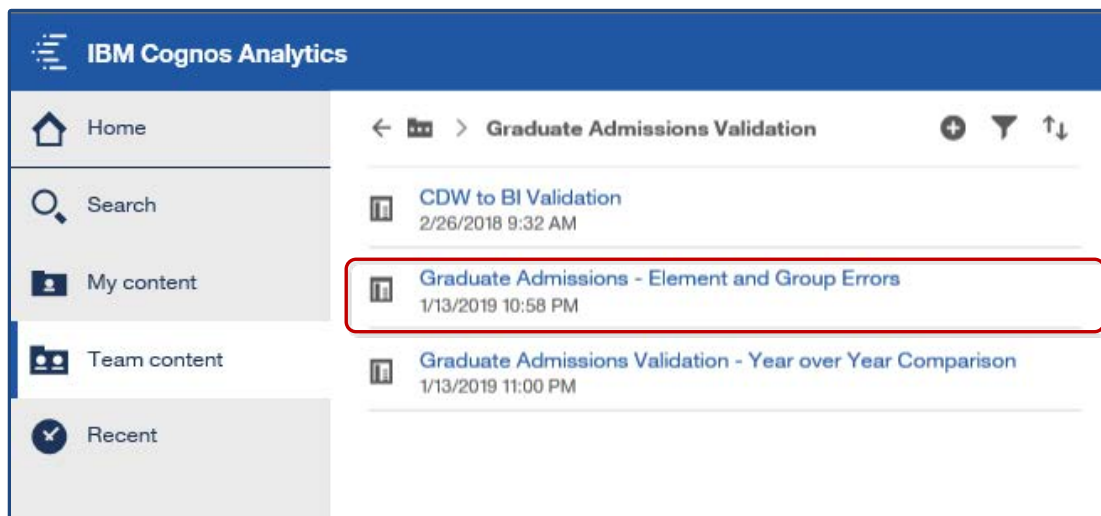 IBM Cognos Analytics
Home
Search
My content
Team content
Recent
> Graduate Admissions Validation
CDW to BI Validation
2/26/2018 9:32 AM
Graduate Admissions - Element and Group Errors
1/13/2019 10:58 PM
Graduate Admissions Validation - Year over Year Comparison
1/13/2019 11:00 PM